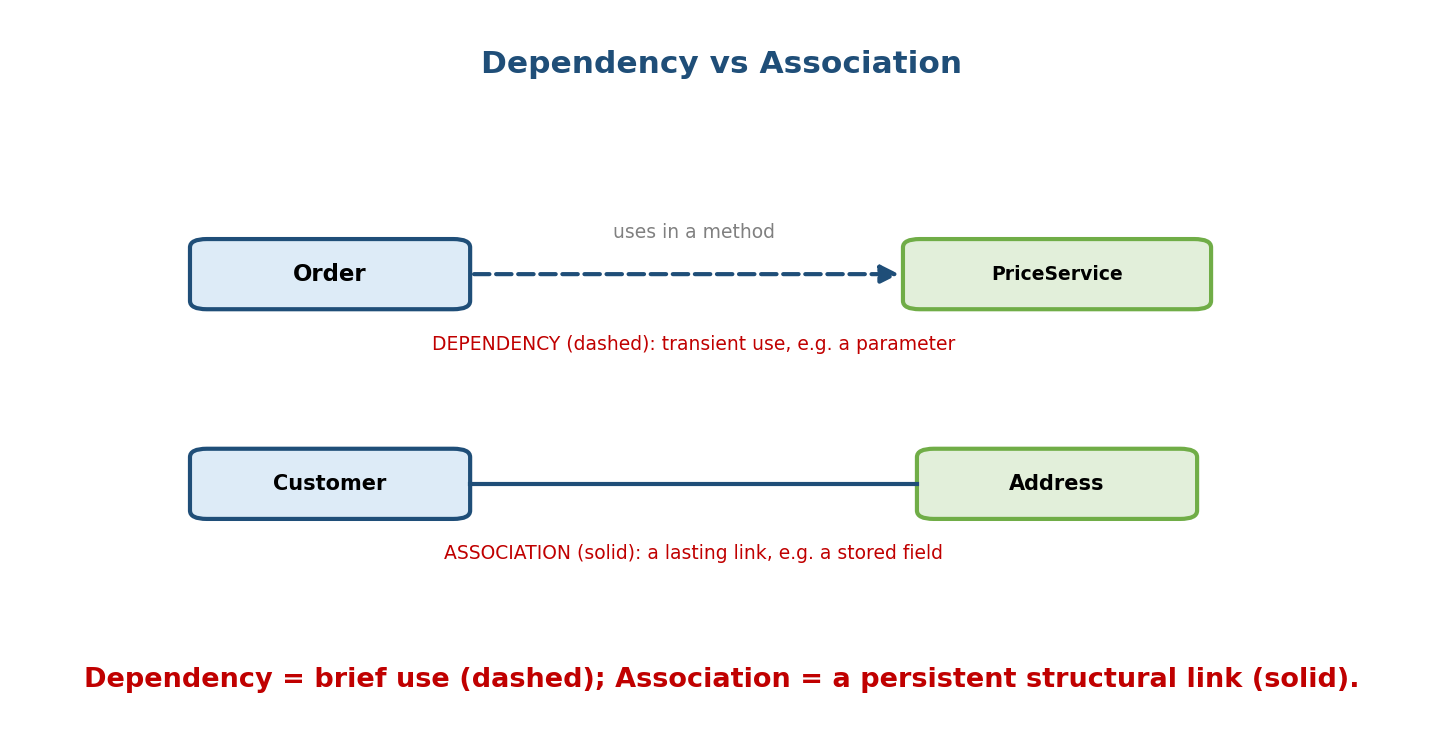 Dependency vs Association
uses in a method
Order
PriceService
DEPENDENCY (dashed): transient use, e.g. a parameter
Customer
Address
ASSOCIATION (solid): a lasting link, e.g. a stored field
Dependency = brief use (dashed); Association = a persistent structural link (solid).